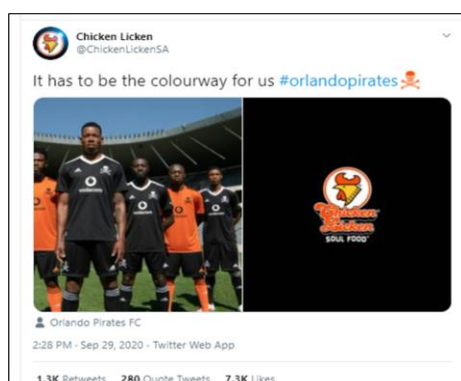 Chicken Licken
@ChickenLickenSA
It has to be the colourway for us #orlandopirates
vodacom
Chicken
Licken
SOUL FOOD
Orlando Pirates FC
2:28 PM · Sep 29, 2020 · Twitter Web App
1.3K Retweets 280 Quote Tweets 7.3K Likes